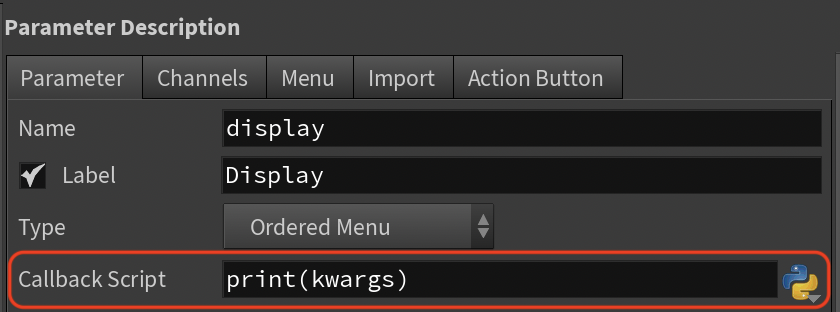 Parameter Description
Parameter Channels Menu Import Action Button
Name display
Label Display
Type Ordered Menu
Callback Script print(kwargs)